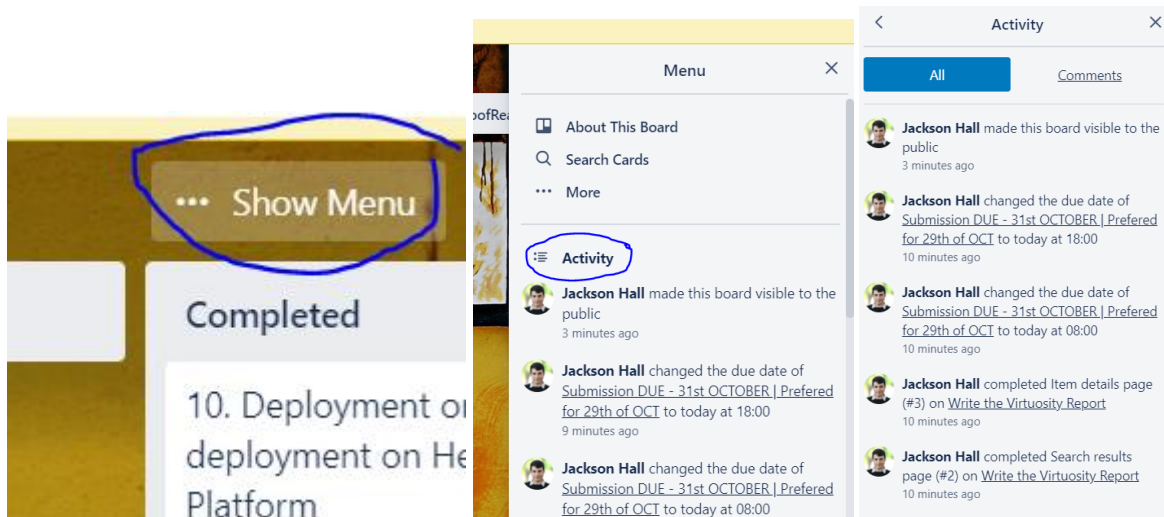 ··· Show Menu
Completed
10. Deployment
deployment on
Platform
Menu
About This Board
Search Cards
··· More
Activity
Jackson Hall made this board visible to the
public
3 minutes ago
Jackson Hall changed the due date of
Submission DUE - 31st OCTOBER | Prefered
for 29th of OCT to today at 18:00
9 minutes ago
Jackson Hall changed the due date of
Submission DUE - 31st OCTOBER | Prefered
for 29th of OCT to today at 08:00
Activity
All
Comments
Jackson Hall made this board visible to the
public
3 minutes ago
Jackson Hall changed the due date of
Submission DUE - 31st OCTOBER | Prefered
for 29th of OCT to today at 18:00
10 minutes ago
Jackson Hall changed the due date of
Submission DUE - 31st OCTOBER | Prefered
for 29th of OCT to today at 08:00
10 minutes ago
Jackson Hall completed Item details page
(#3) on Write the Virtuosity Report
10 minutes ago
Jackson Hall completed Search results
page (#2) on Write the Virtuosity Report
10 minutes ago